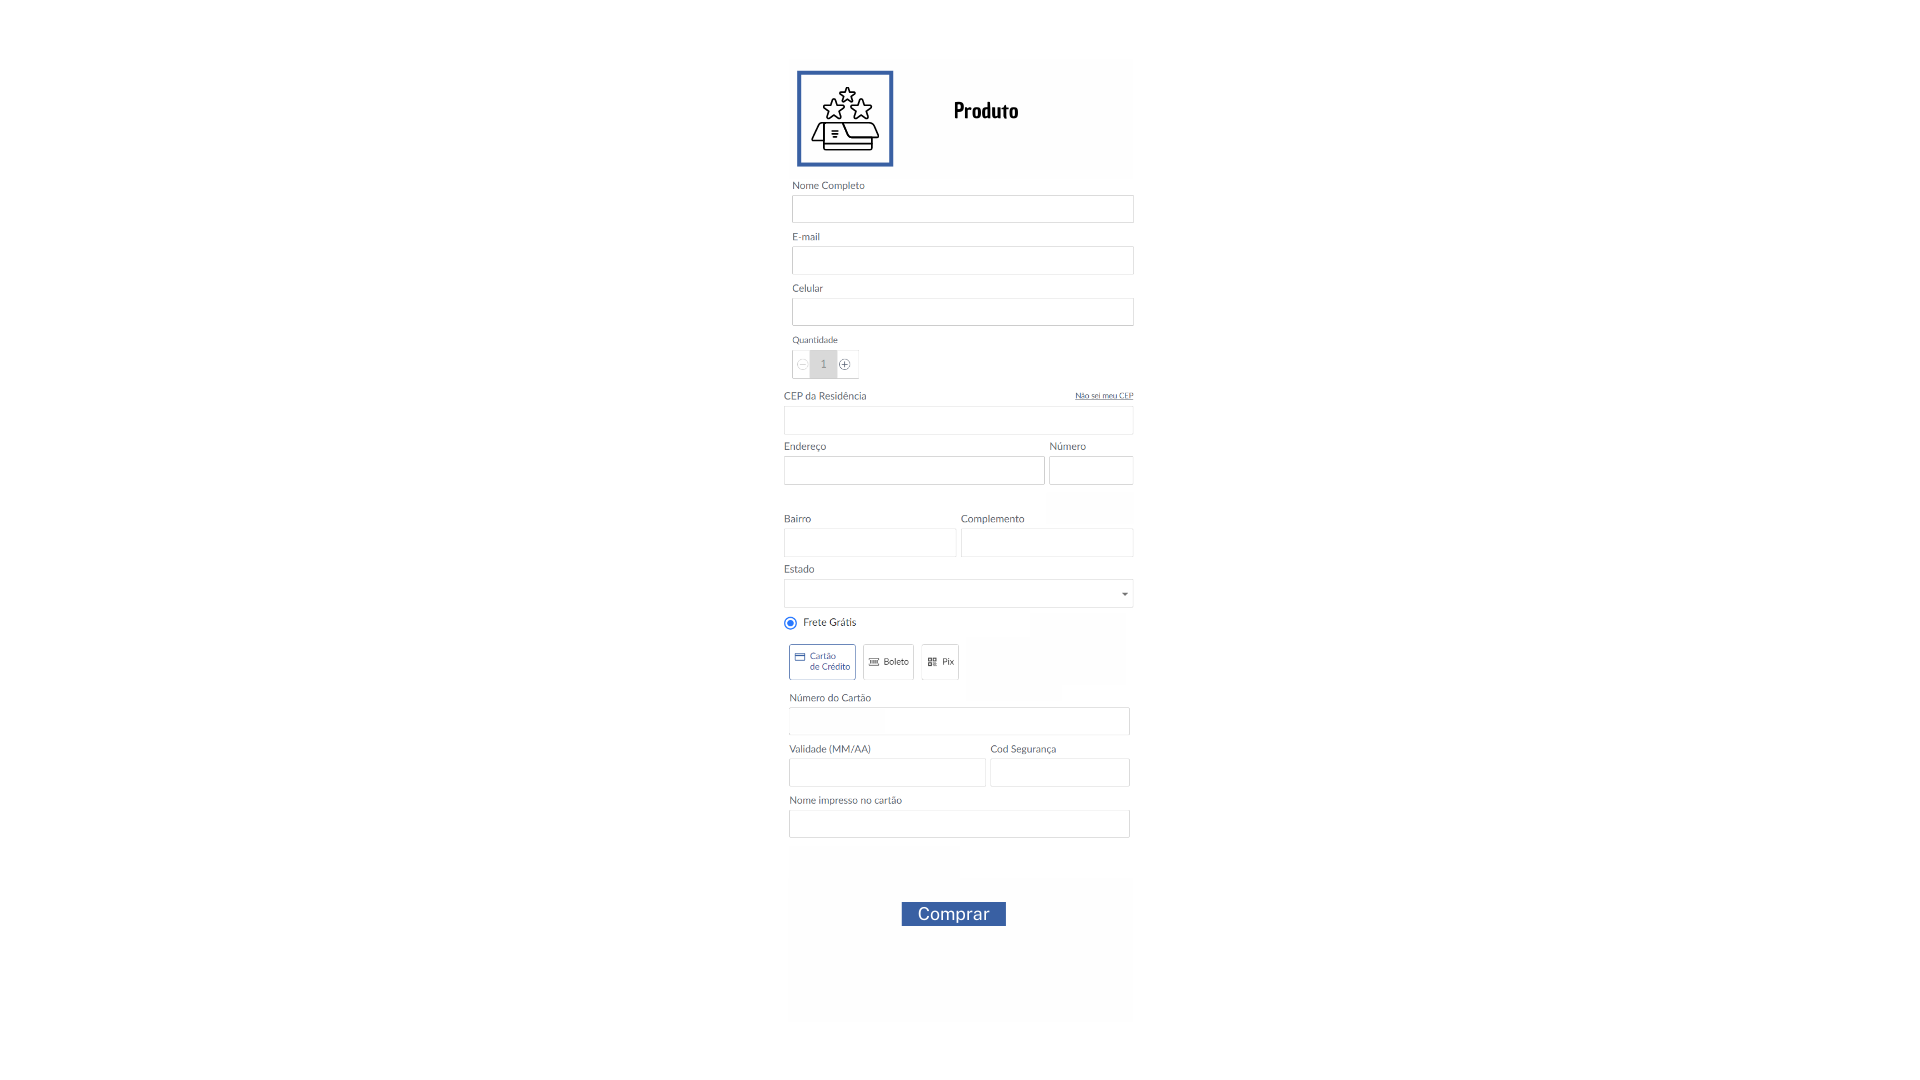 Produto
Nome Completo
E-mail
Celular
Quantidade
1
CEP da Residência
Não sei meu CEP
Endereço
Número
Bairro
Complemento
Estado
Frete Grátis
Cartão
de Crédito
Boleto
Pix
Número do Cartão
Validade (MM/AA)
Cod Segurança
Nome impresso no cartão
Comprar